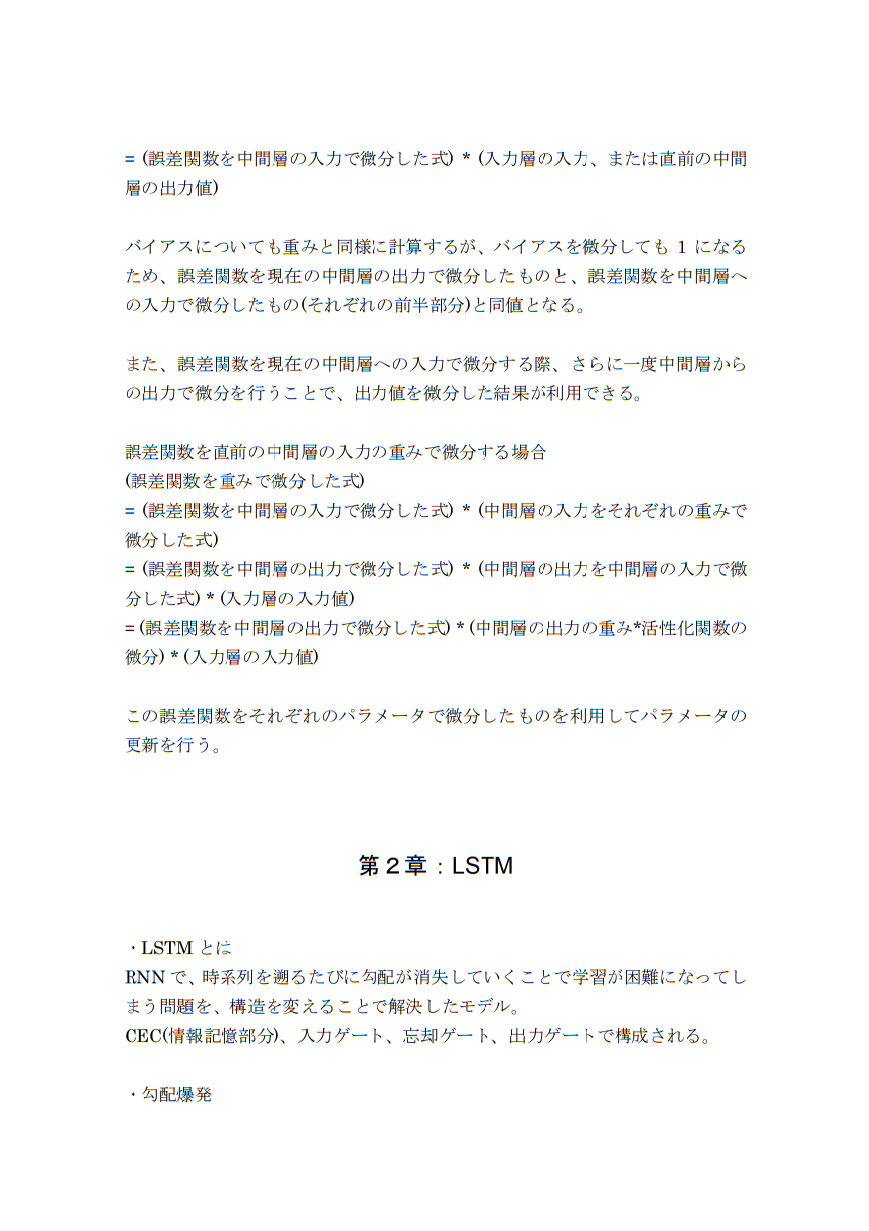 = (誤差関数を中間層の入力で微分した式) * (入力層の入力、または直前の中間
層の出力値)
バイアスについても重みと同様に計算するが、バイアスを微分しても 1 になる
ため、誤差関数を現在の中間層の出力で微分したものと、誤差関数を中間層へ
の入力で微分したもの(それぞれの前半部分)と同値となる。
また、誤差関数を現在の中間層への入力で微分する際、さらに一度中間層から
の出力で微分を行うことで、出力値を微分した結果が利用できる。
誤差関数を直前の中間層の入力の重みで微分する場合
(誤差関数を重みで微分した式)
= (誤差関数を中間層の入力で微分した式) * (中間層の入力をそれぞれの重みで
微分した式)
= (誤差関数を中間層の出力で微分した式) * (中間層の出力を中間層の入力で微
分した式) * (入力層の入力値)
= (誤差関数を中間層の出力で微分した式) * (中間層の出力の重み*活性化関数の
微分) * (入力層の入力値)
この誤差関数をそれぞれのパラメータで微分したものを利用してパラメータの
更新を行う。
第２章：LSTM
・LSTM とは
RNN で、時系列を遡るたびに勾配が消失していくことで学習が困難になってし
まう問題を、構造を変えることで解決したモデル。
CEC(情報記憶部分)、入力ゲート、忘却ゲート、出力ゲートで構成される。
・勾配爆発